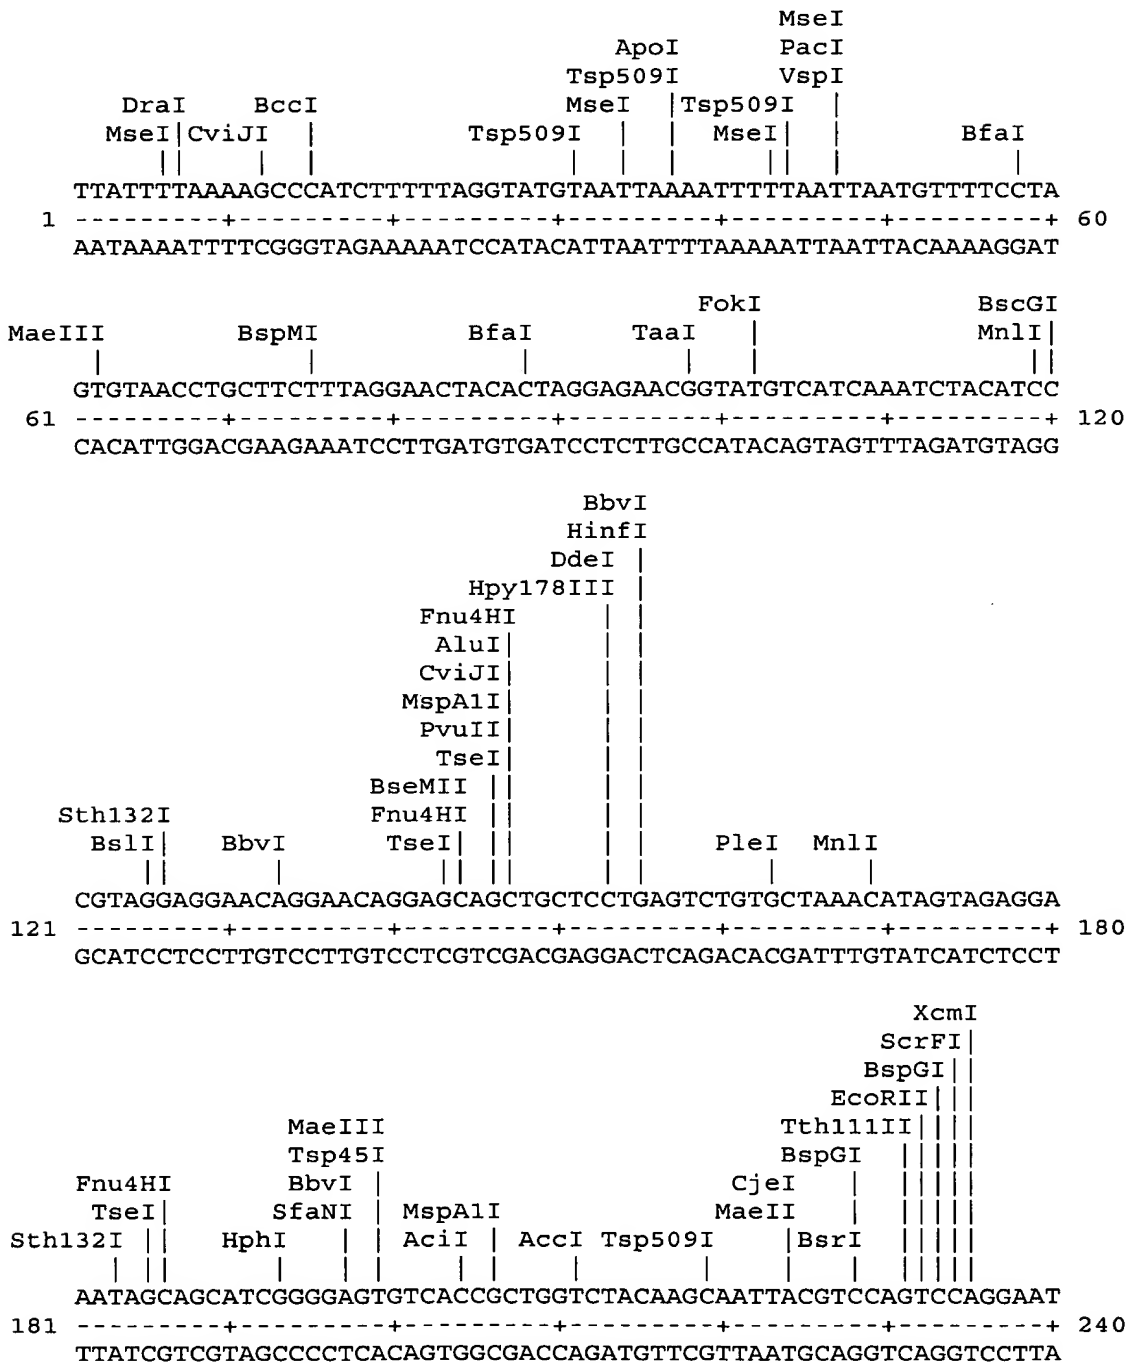 MseI
ApoI PacI
Tsp509I VspI
DraI BccI MseI Tsp509I
MseI CviJI Tsp509I MseI BfaI
TTATTTTAAAAGCCCATCTTTTTAGGTATGTAATTAAAATTTTTAATTAATGTTTTCCTA
1 ---------+---------+---------+---------+---------+---------+ 60
AATAAAATTTTCGGGTAGAAAAATCCATACATTAATTTTAAAAATTAATTACAAAAGGAT
FokI BscGI
MaeIII BspMI BfaI TaaI MnlI
GTGTAACCTGCTTCTTTAGGAACTACACTAGGAGAACGGTATGTCATCAAATCTACATCC
61 ---------+---------+---------+---------+---------+---------+ 120
CACATTGGACGAAGAAATCCTTGATGTGATCCTCTTGCCATACAGTAGTTTAGATGTAGG
BbvI
HinfI
DdeI
Hpy178III
Fnu4HI
AluI
CviJI
MspA1I
PvuII
TseI
BseMII
Sth132I Fnu4HI
BslI BbvI TseI PleI MnlI
CGTAGGAGGAACAGGAACAGGAGCAGCTGCTCCTGAGTCTGTGCTAAACATAGTAGAGGA
121 ---------+---------+---------+---------+---------+---------+ 180
GCATCCTCCTTGTCCTTGTCCTCGTCGACGAGGACTCAGACACGATTTGTATCATCTCCT
XcmI
ScrFI
BspGI
EcoRII
MaeIII Tth111II
Tsp45I BspGI
Fnu4HI BbvI CjeI
TseI SfaNI MspA1I MaeII
Sth132I HphI AciI AccI Tsp509I BsrI
AATAGCAGCATCGGGGAGTGTCACCGCTGGTCTACAAGCAATTACGTCCAGTCCAGGAAT
181 ---------+---------+---------+---------+---------+---------+ 240
TTATCGTCGTAGCCCCTCACAGTGGCGACCAGATGTTCGTTAATGCAGGTCAGGTCCTTA